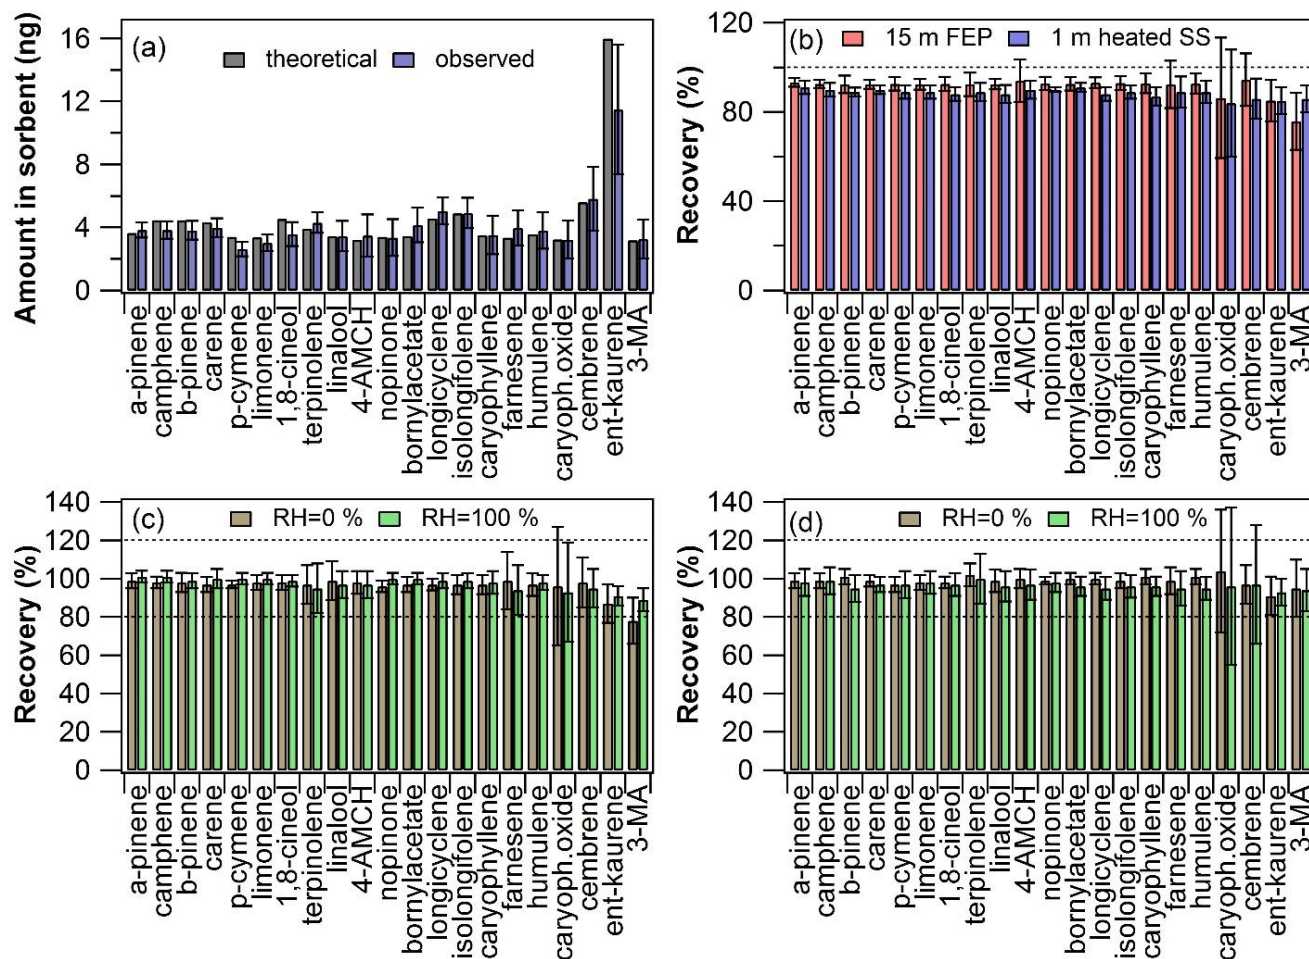 Amount in sorbent (ng)
16
12
8
4
0
(a)
theoretical observed
a-pinene
camphene
b-pinene
carene
p-cymene
limonene
1,8-cineol
terpinolene
linalool
4-AMCH
nopinone
bornylacetate
longicyclene
isolongifolene
caryophyllene
farnesene
humulene
caryoph.oxide
cembrene
ent-kaurene
3-MA
Recovery (%)
120
80
40
0
(b)
15 m FEP 1 m heated SS
a-pinene
camphene
b-pinene
carene
p-cymene
limonene
1,8-cineol
terpinolene
linalool
4-AMCH
nopinone
bornylacetate
longicyclene
isolongifolene
caryophyllene
farnesene
humulene
caryoph.oxide
cembrene
ent-kaurene
3-MA
Recovery (%)
140
120
100
80
60
40
20
0
(c)
RH=0 % RH=100 %
a-pinene
camphene
b-pinene
carene
p-cymene
limonene
1,8-cineol
terpinolene
linalool
4-AMCH
nopinone
bornylacetate
longicyclene
isolongifolene
caryophyllene
farnesene
humulene
caryoph.oxide
cembrene
ent-kaurene
3-MA
Recovery (%)
140
120
100
80
60
40
20
0
(d)
RH=0 % RH=100 %
a-pinene
camphene
b-pinene
carene
p-cymene
limonene
1,8-cineol
terpinolene
linalool
4-AMCH
nopinone
bornylacetate
longicyclene
isolongifolene
caryophyllene
farnesene
humulene
caryoph.oxide
cembrene
ent-kaurene
3-MA